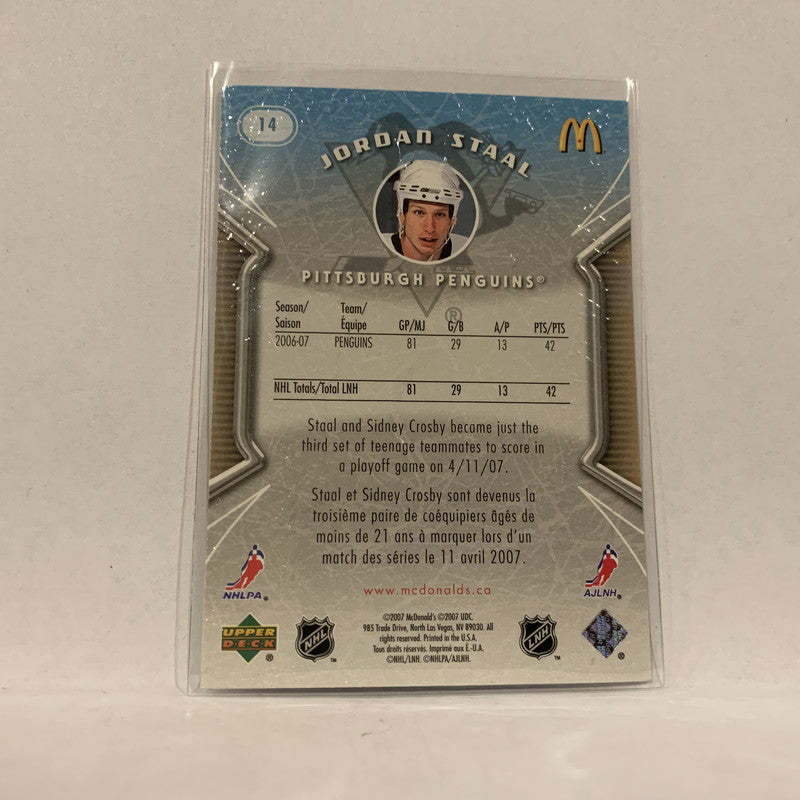 14
JORDAN STAAL
PITTSBURGH PENGUINS®
®
Season/ Team/
Saison Équipe GP/MJ G/B A/P PTS/PTS
2006-07 PENGUINS 81 29 13 42
NHL Totals/Total LNH 81 29 13 42
Staal and Sidney Crosby became just the
third set of teenage teammates to score in
a playoff game on 4/11/07.
Staal et Sidney Crosby sont devenus la
troisième paire de coéquipiers âgés de
moins de 21 ans à marquer lors d'un
match des séries le 11 avril 2007.
www.mcdonalds.ca
NHLPA®
AJLNH®
UPPER
DECK®
NHL™
©2007 McDonald's ©2007 UDC.
985 Trade Drive, North Las Vegas, NV 89030. All
rights reserved. Printed in the U.S.A.
Tous droits réservés. Imprimé aux É.-U.A.
©NHL/LNH. ©NHLPA/AJLNH.
LNH™
®